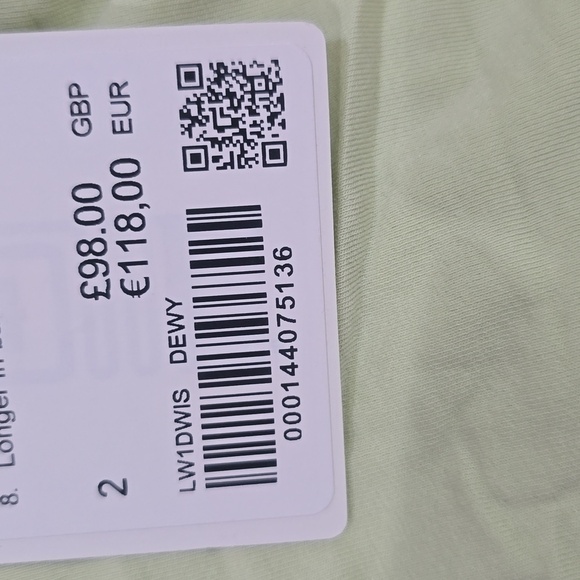 8. Longer in
£98.00 GBP
€118,00 EUR
2
LW1DWIS DEWY
000144075136